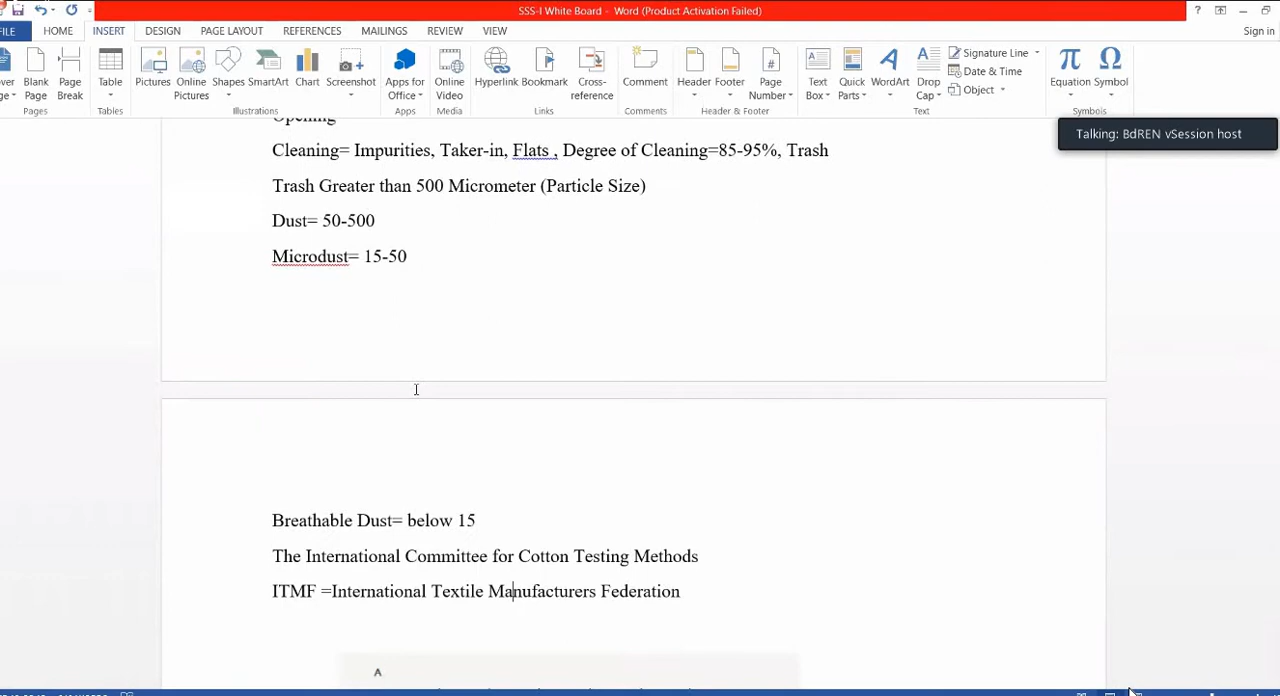 SSS-I White Board - Word (Product Activation Failed)
?
FILE HOME INSERT DESIGN PAGE LAYOUT REFERENCES MAILINGS REVIEW VIEW
Sign in
Blank Page
Page Break
Table
Pictures
Online Pictures
Shapes
SmartArt
Chart
Screenshot
Apps for Office
Online Video
Hyperlink
Bookmark
Cross-reference
Comment
Header
Footer
Page Number
Text Box
Quick Parts
WordArt
Drop Cap
Signature Line
Date & Time
Object
π Equation
Ω Symbol
Pages Tables Illustrations Apps Media Links Comments Header & Footer Text Symbols
Talking: BdREN vSession host
Opening
Cleaning= Impurities, Taker-in, Flats , Degree of Cleaning=85-95%, Trash
Trash Greater than 500 Micrometer (Particle Size)
Dust= 50-500
Microdust= 15-50
Breathable Dust= below 15
The International Committee for Cotton Testing Methods
ITMF =International Textile Manufacturers Federation
A